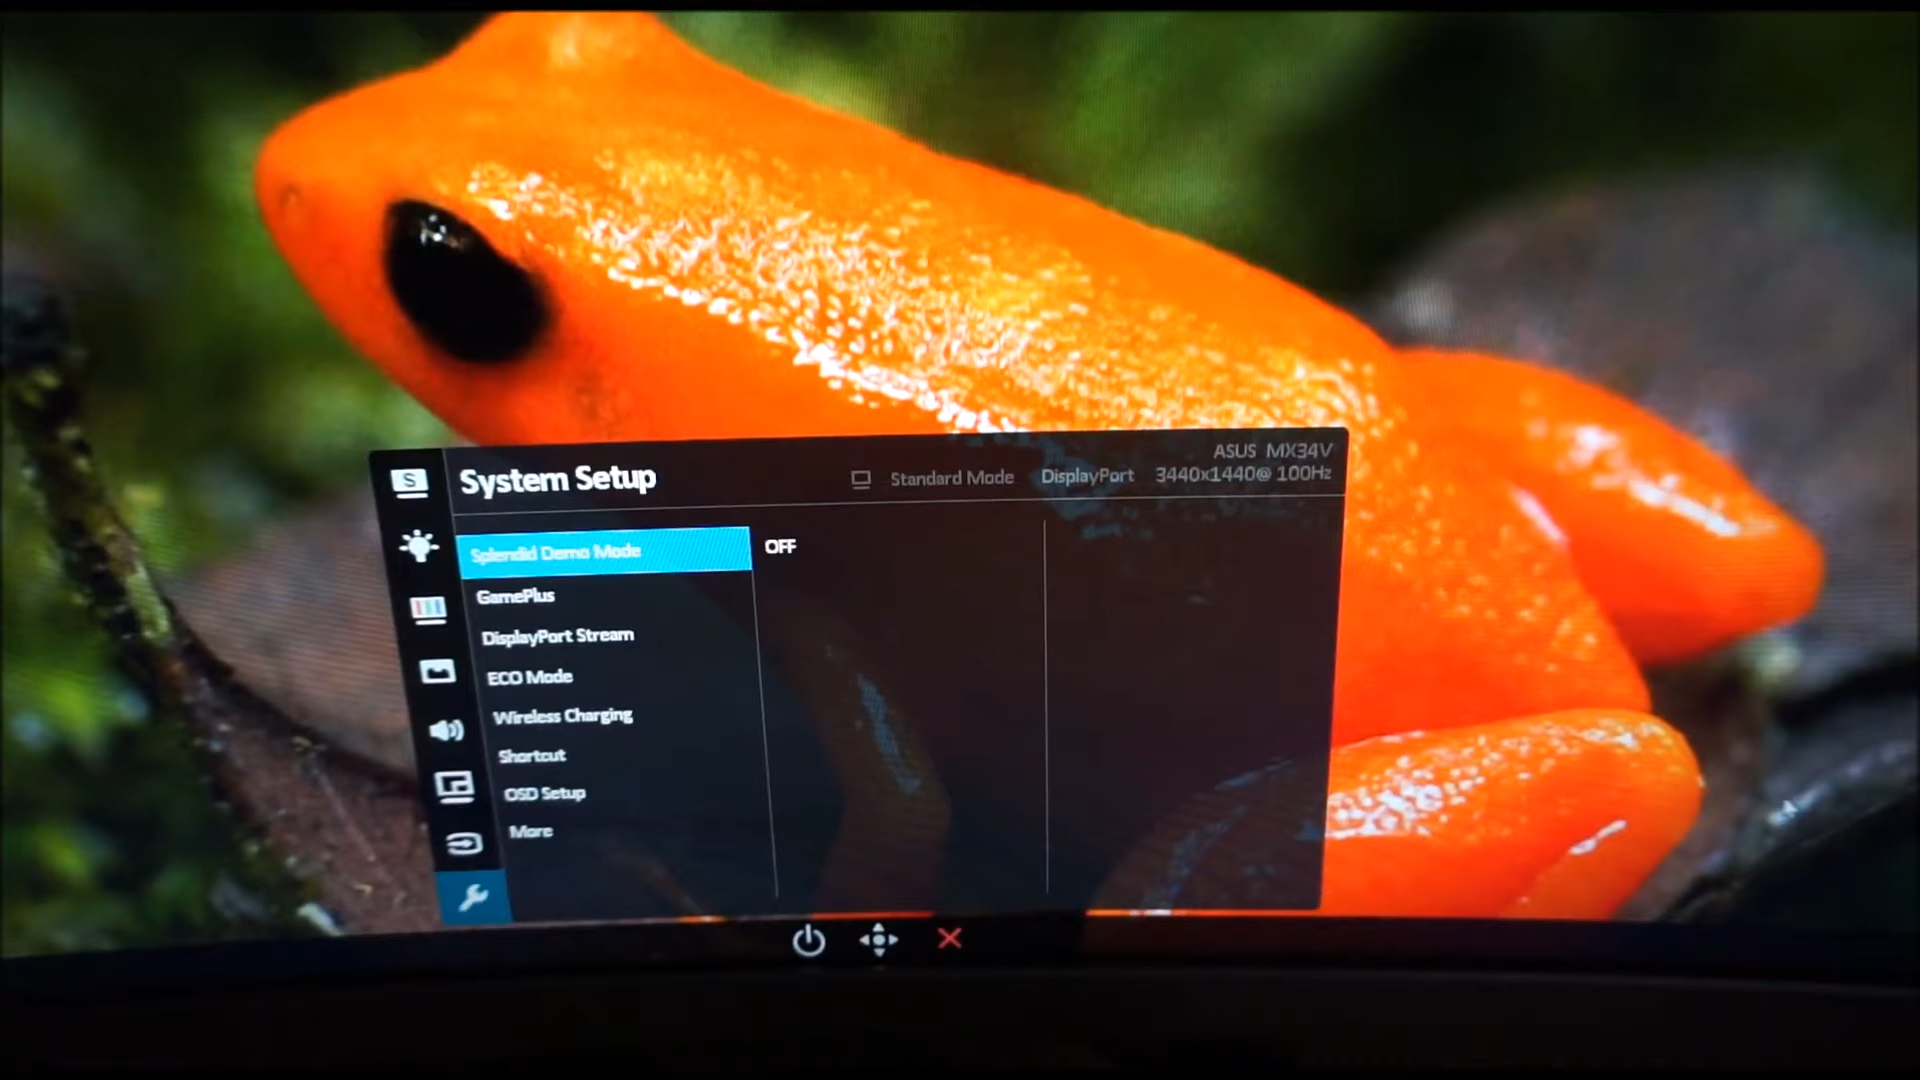 ASUS MX34V
System Setup
Standard Mode DisplayPort 3440x1440@ 100Hz
Splendid Demo Mode OFF
GamePlus
DisplayPort Stream
ECO Mode
Wireless Charging
Shortcut
OSD Setup
More
S